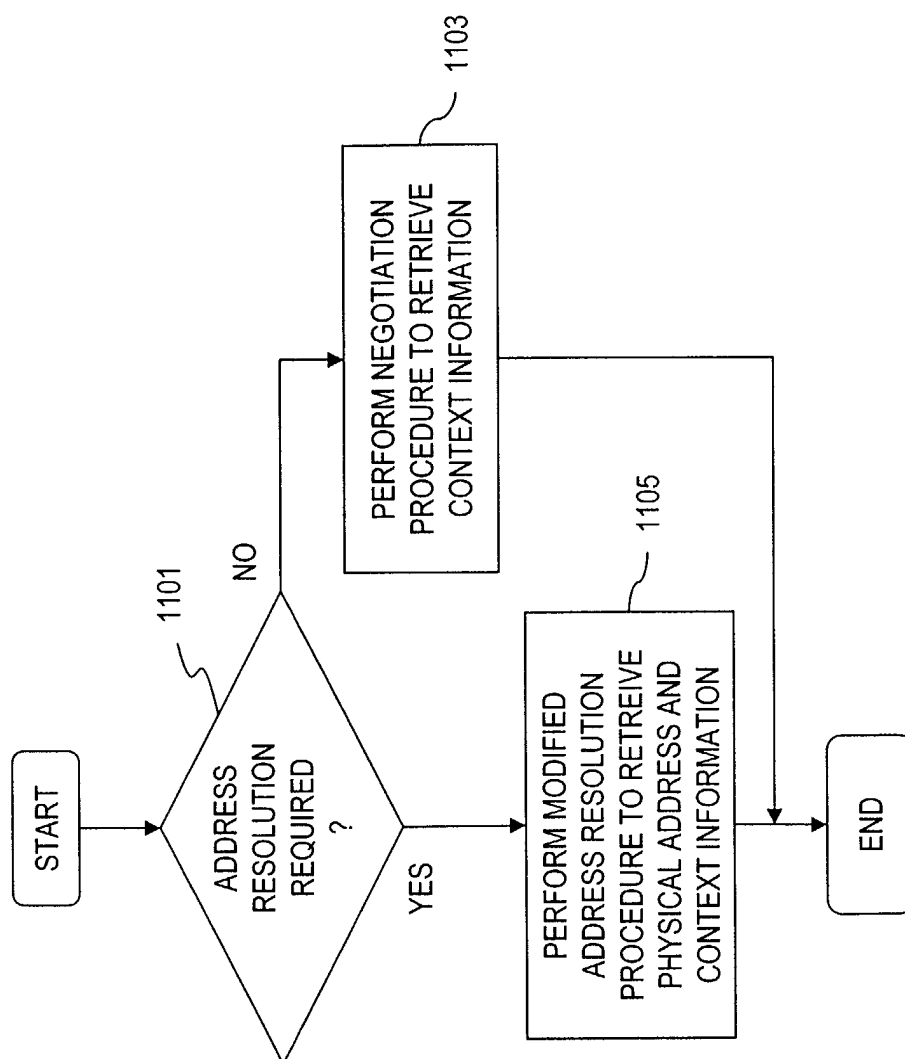 START
1101
ADDRESS
RESOLUTION
REQUIRED
?
NO
YES
1103
PERFORM NEGOTIATION
PROCEDURE TO RETRIEVE
CONTEXT INFORMATION
1105
PERFORM MODIFIED
ADDRESS RESOLUTION
PROCEDURE TO RETREIVE
PHYSICAL ADDRESS AND
CONTEXT INFORMATION
END